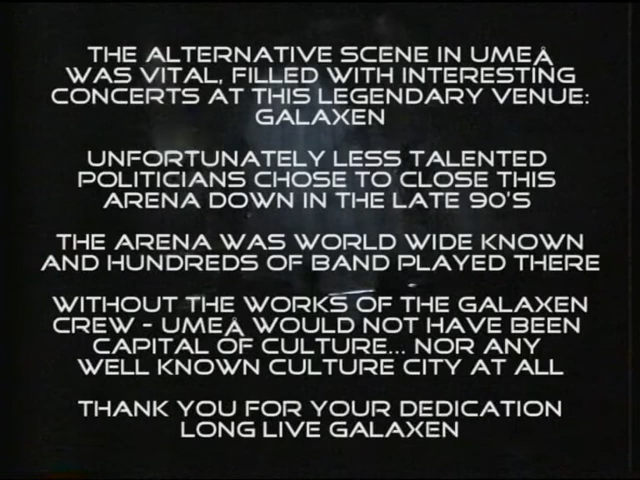 THE ALTERNATIVE SCENE IN UMEÅ
WAS VITAL, FILLED WITH INTERESTING
CONCERTS AT THIS LEGENDARY VENUE:
GALAXEN
UNFORTUNATELY LESS TALENTED
POLITICIANS CHOSE TO CLOSE THIS
ARENA DOWN IN THE LATE 90'S
THE ARENA WAS WORLD WIDE KNOWN
AND HUNDREDS OF BAND PLAYED THERE
WITHOUT THE WORKS OF THE GALAXEN
CREW - UMEÅ WOULD NOT HAVE BEEN
CAPITAL OF CULTURE... NOR ANY
WELL KNOWN CULTURE CITY AT ALL
THANK YOU FOR YOUR DEDICATION
LONG LIVE GALAXEN